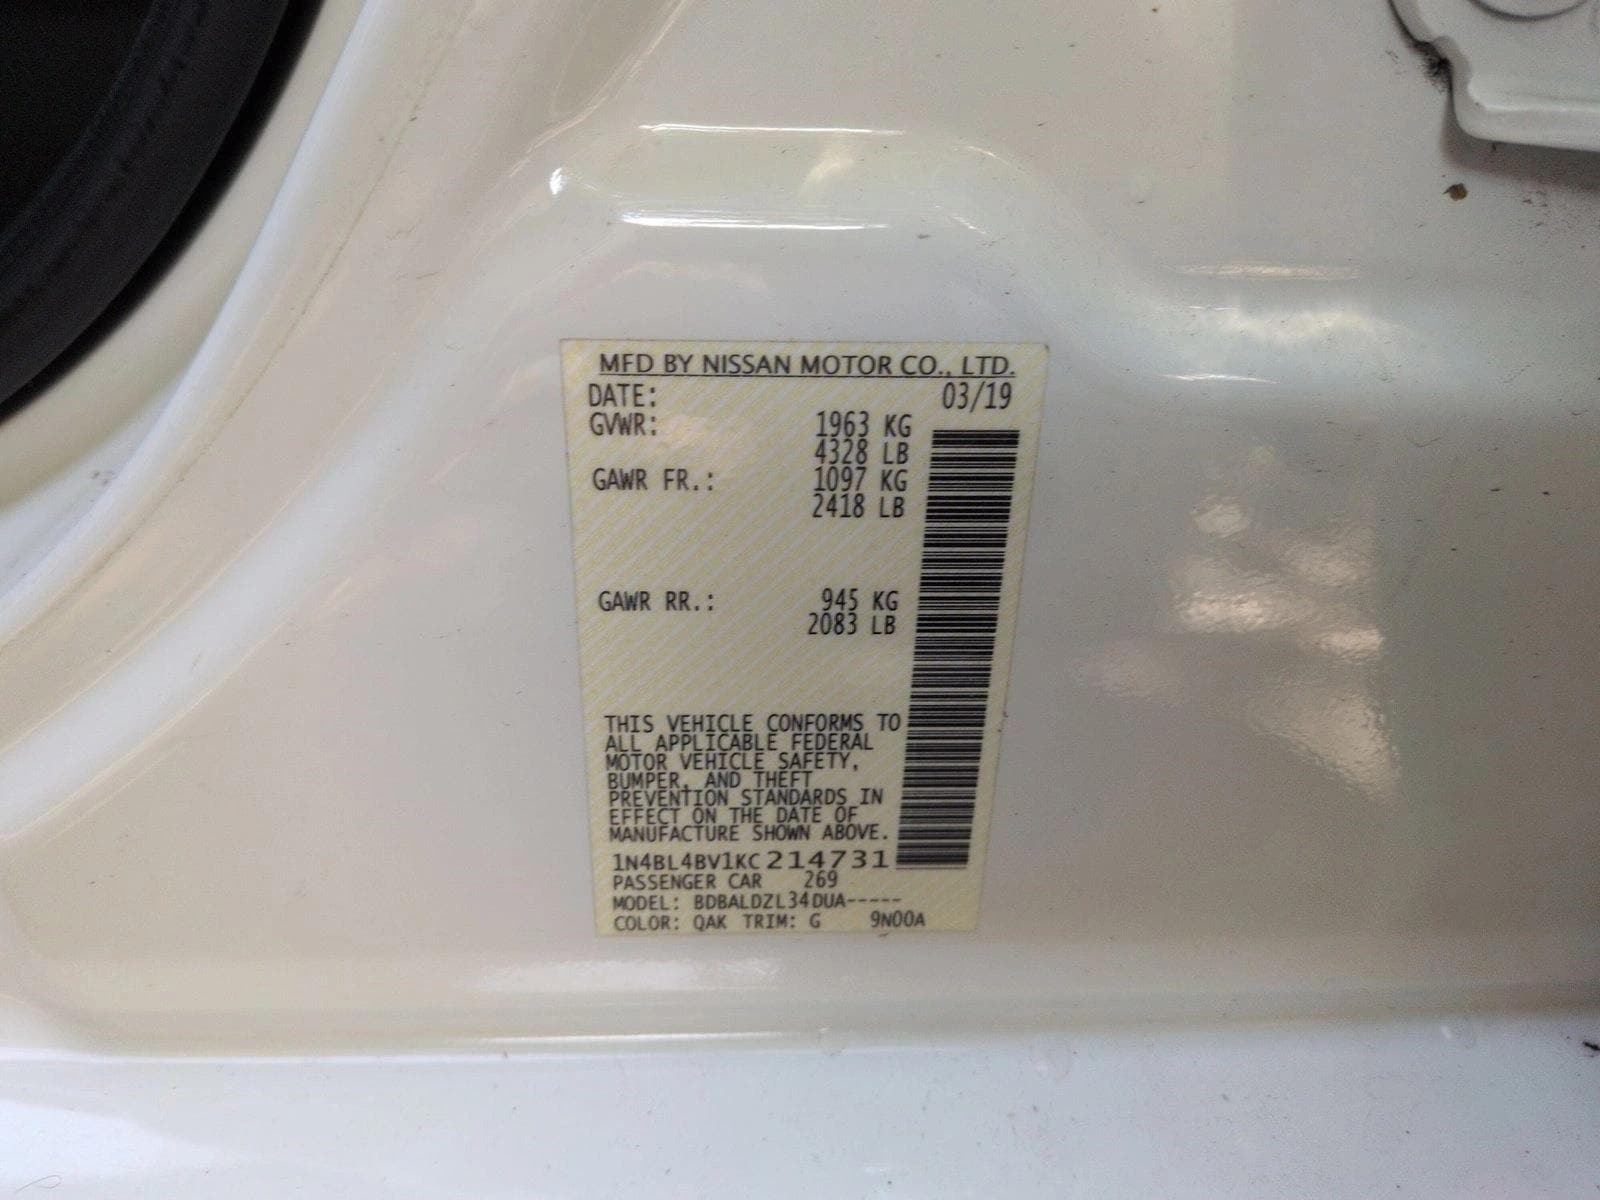 MFD BY NISSAN MOTOR CO., LTD.
DATE: 03/19
GVWR: 1963 KG
4328 LB
GAWR FR.: 1097 KG
2418 LB
GAWR RR.: 945 KG
2083 LB
THIS VEHICLE CONFORMS TO
ALL APPLICABLE FEDERAL
MOTOR VEHICLE SAFETY,
BUMPER, AND THEFT
PREVENTION STANDARDS IN
EFFECT ON THE DATE OF
MANUFACTURE SHOWN ABOVE.
1N4BL4BV1KC214731
PASSENGER CAR 269
MODEL: BDBALDZL34DUA-----
COLOR: QAK TRIM: G 9N00A